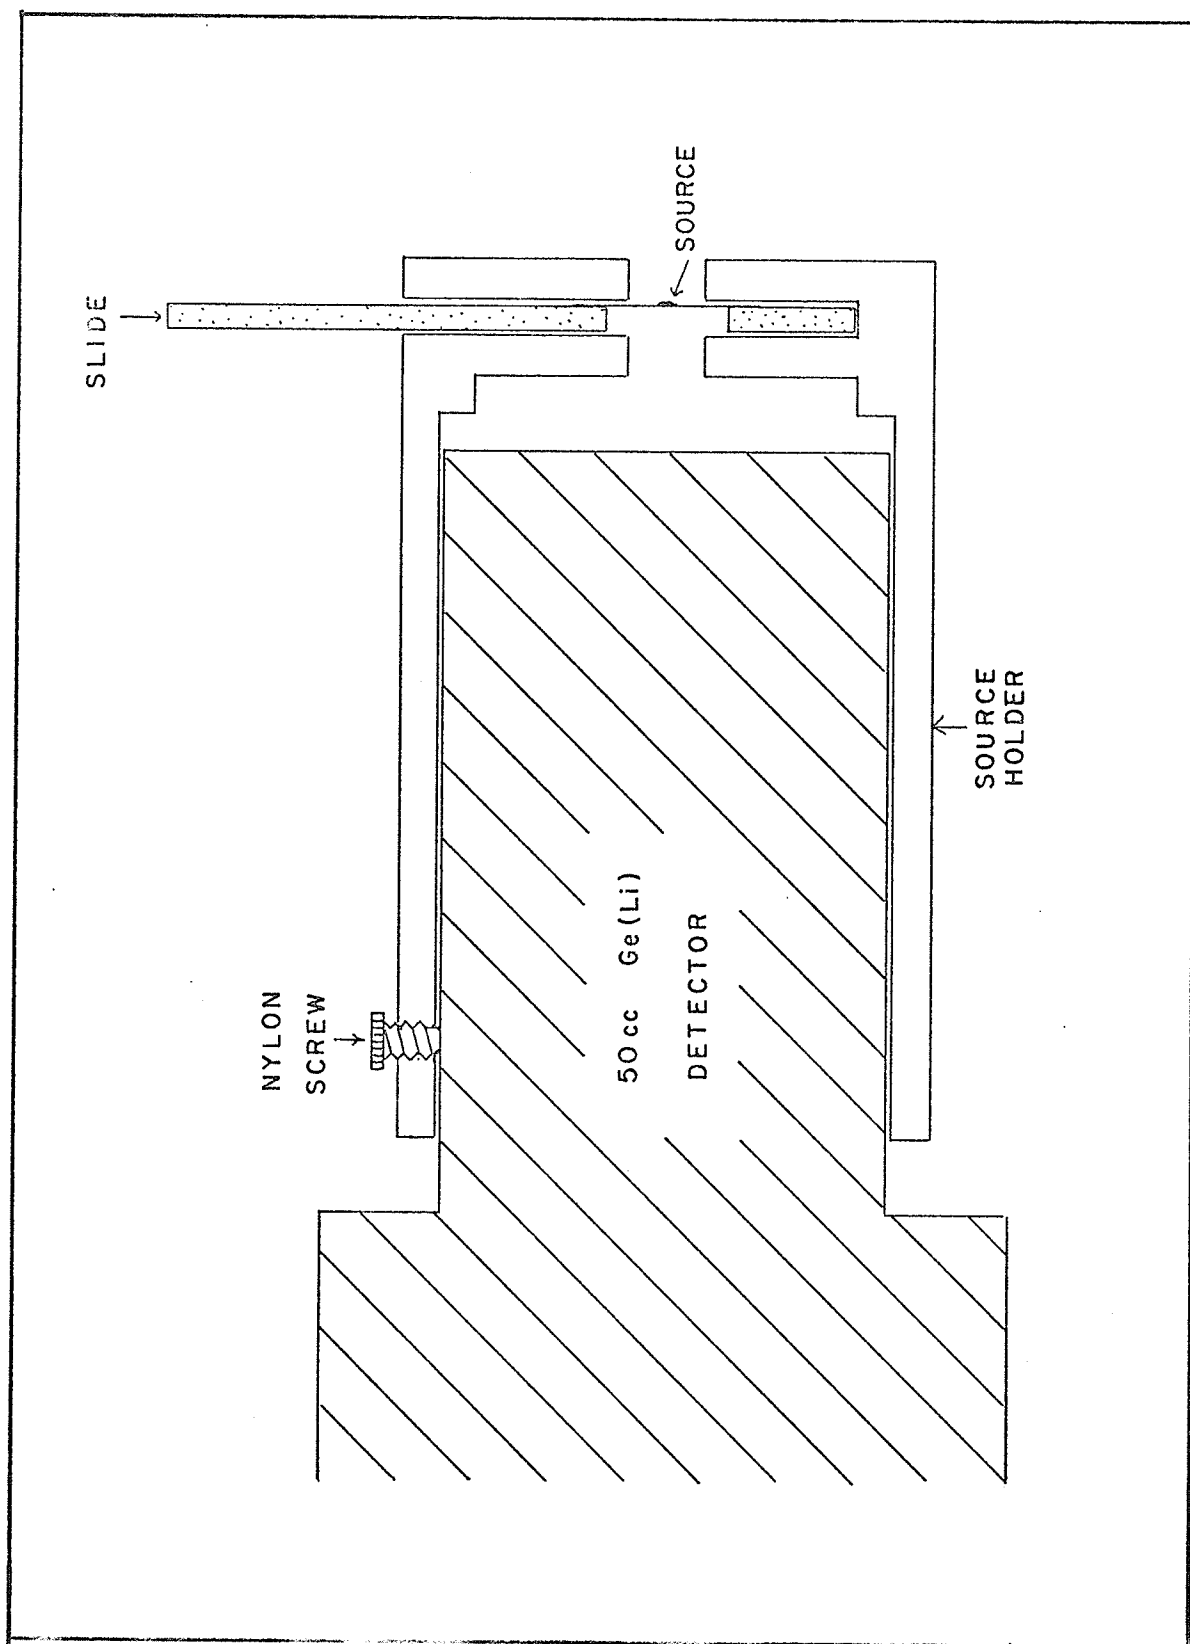 SLIDE
SOURCE
NYLON
SCREW
50cc Ge(Li)
DETECTOR
SOURCE
HOLDER